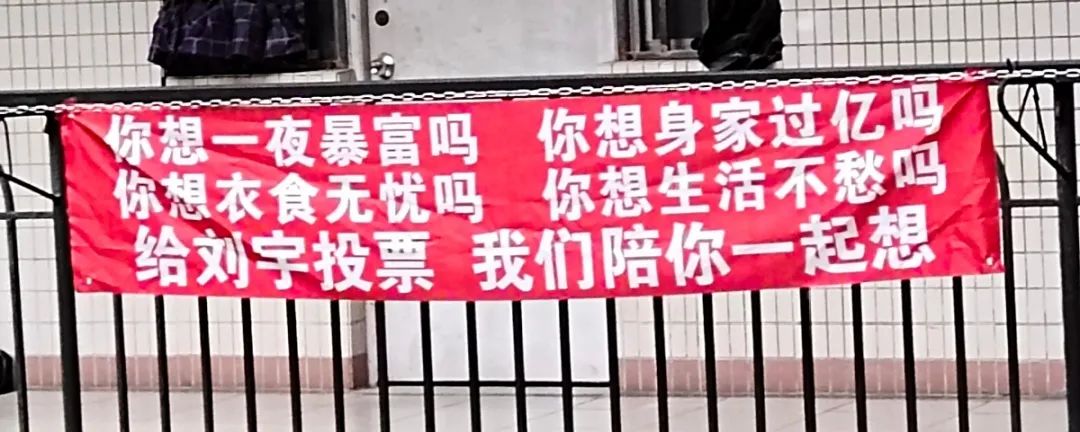 你想一夜暴富吗 你想身家过亿吗
你想衣食无忧吗 你想生活不愁吗
给刘宇投票 我们陪你一起想